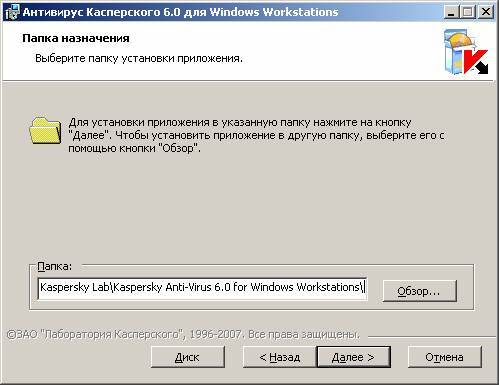 Антивирус Касперского 6.0 для Windows Workstations
Папка назначения
Выберите папку установки приложения.
Для установки приложения в указанную папку нажмите на кнопку
"Далее". Чтобы установить приложение в другую папку, выберите его с
помощью кнопки "Обзор".
Папка:
Kaspersky Lab\Kaspersky Anti-Virus 6.0 for Windows Workstations\
Обзор...
©ЗАО "Лаборатория Касперского", 1996-2007. Все права защищены.
Диск
< Назад
Далее >
Отмена